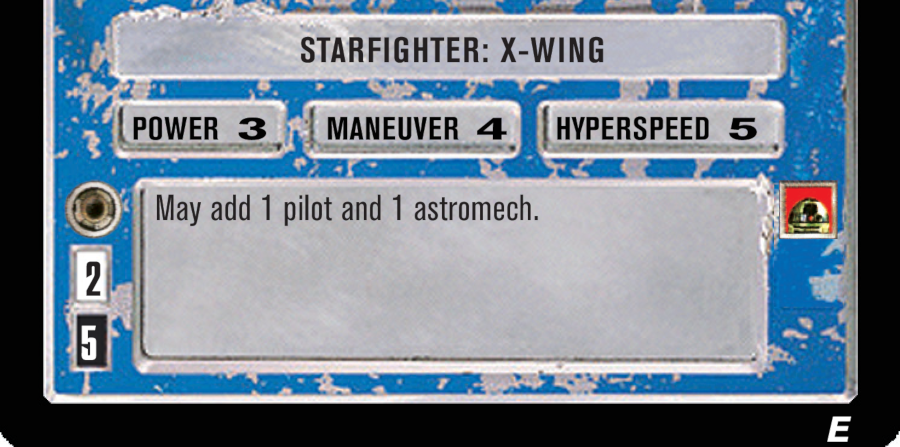 STARFIGHTER: X-WING
POWER 3 MANEUVER 4 HYPERSPEED 5
May add 1 pilot and 1 astromech.
2
5
E